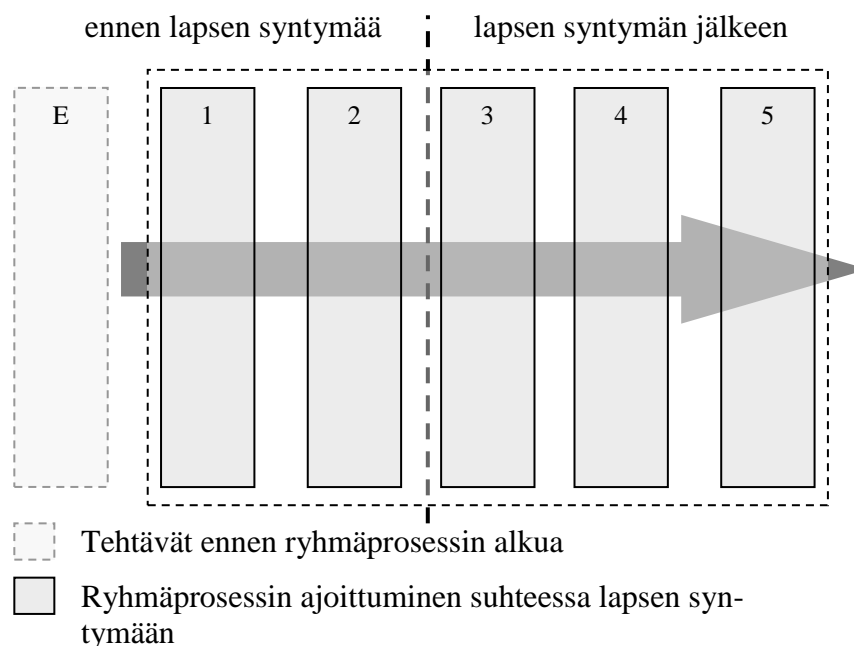 ennen lapsen syntymää
lapsen syntymän jälkeen
E
1
2
3
4
5
Tehtävät ennen ryhmäprosessin alkua
Ryhmäprosessin ajoittuminen suhteessa lapsen syn-
tymään